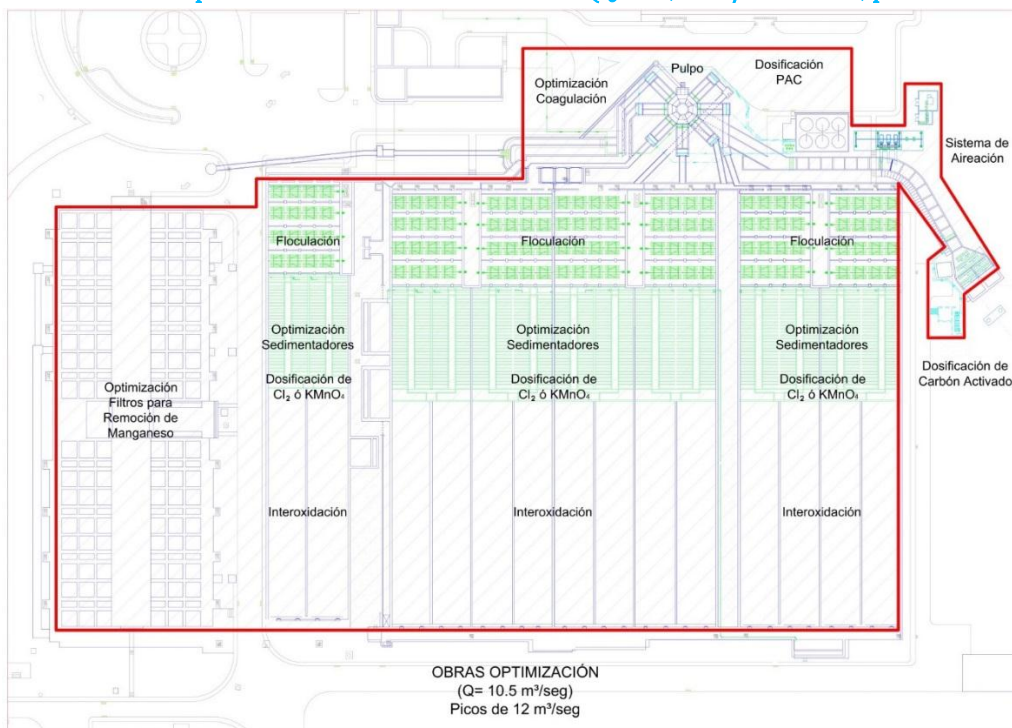 Optimización
Coagulación
Pulpo
Dosificación
PAC
Sistema de
Aireación
Floculación
Floculación
Floculación
Optimización
Sedimentadores
Optimización
Sedimentadores
Optimización
Sedimentadores
Dosificación de
Cl₂ ó KMnO₄
Dosificación de
Cl₂ ó KMnO₄
Dosificación de
Cl₂ ó KMnO₄
Dosificación de
Carbón Activado
Optimización
Filtros para
Remoción de
Manganeso
Interoxidación
Interoxidación
Interoxidación
OBRAS OPTIMIZACIÓN
(Q= 10.5 m³/seg)
Picos de 12 m³/seg